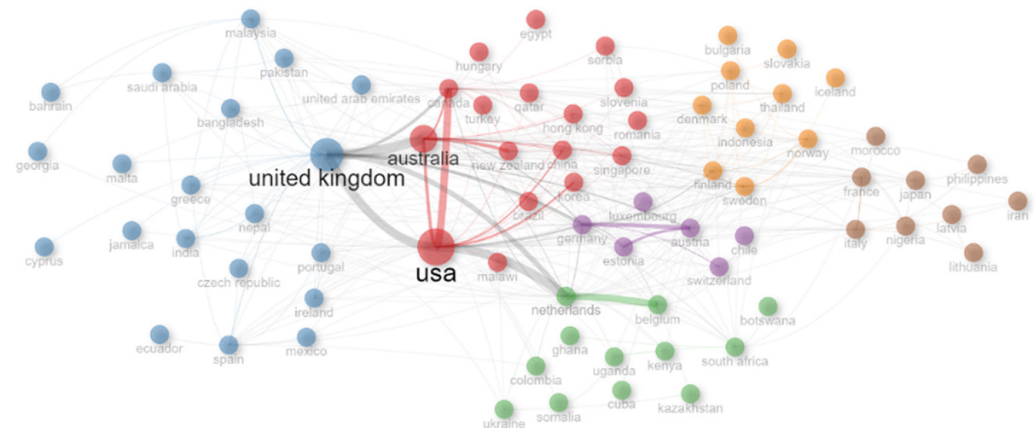 malaysia
egypt
hungary
serbia
bulgaria
slovakia
pakistan
saudi arabia
bahrain
united arab emirates
canada
turkey
qatar
slovenia
poland
denmark
thailand
iceland
bangladesh
hong kong
romania
indonesia
norway
morocco
georgia
malta
united kingdom
australia
new zealand
china
singapore
finland
sweden
france
japan
philippines
greece
nepal
brazil
korea
luxembourg
germany
austria
estonia
chile
switzerland
latvia
iran
italy
nigeria
lithuania
cyprus
jamaica
india
czech republic
portugal
usa
malawi
ireland
netherlands
belgium
botswana
ecuador
spain
mexico
ghana
colombia
uganda
kenya
south africa
ukraine
somalia
cuba
kazakhstan